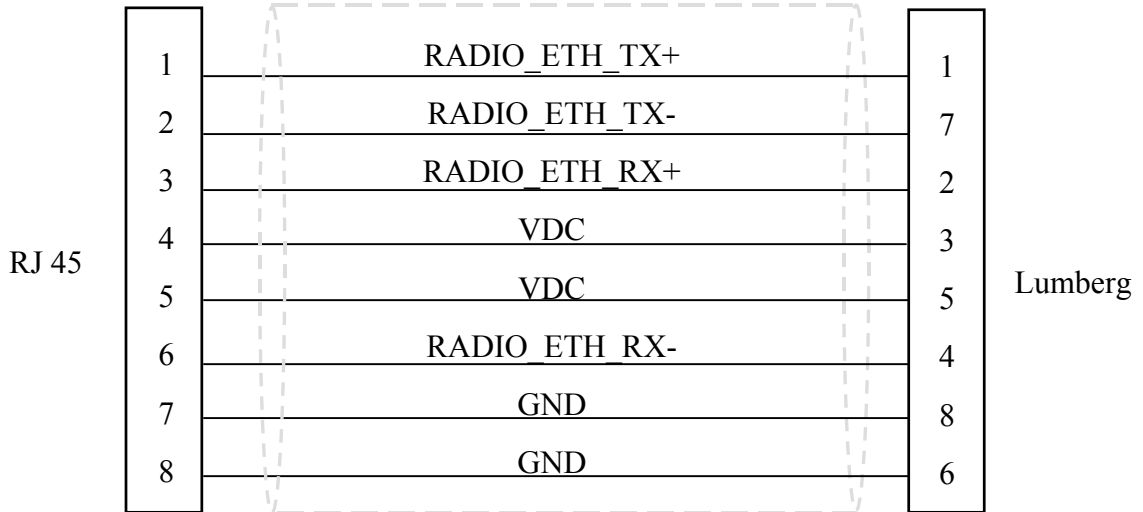 1 RADIO_ETH_TX+ 1
2 RADIO_ETH_TX- 7
3 RADIO_ETH_RX+ 2
4 VDC 3
RJ 45
5 VDC 5
Lumberg
6 RADIO_ETH_RX- 4
7 GND 8
8 GND 6